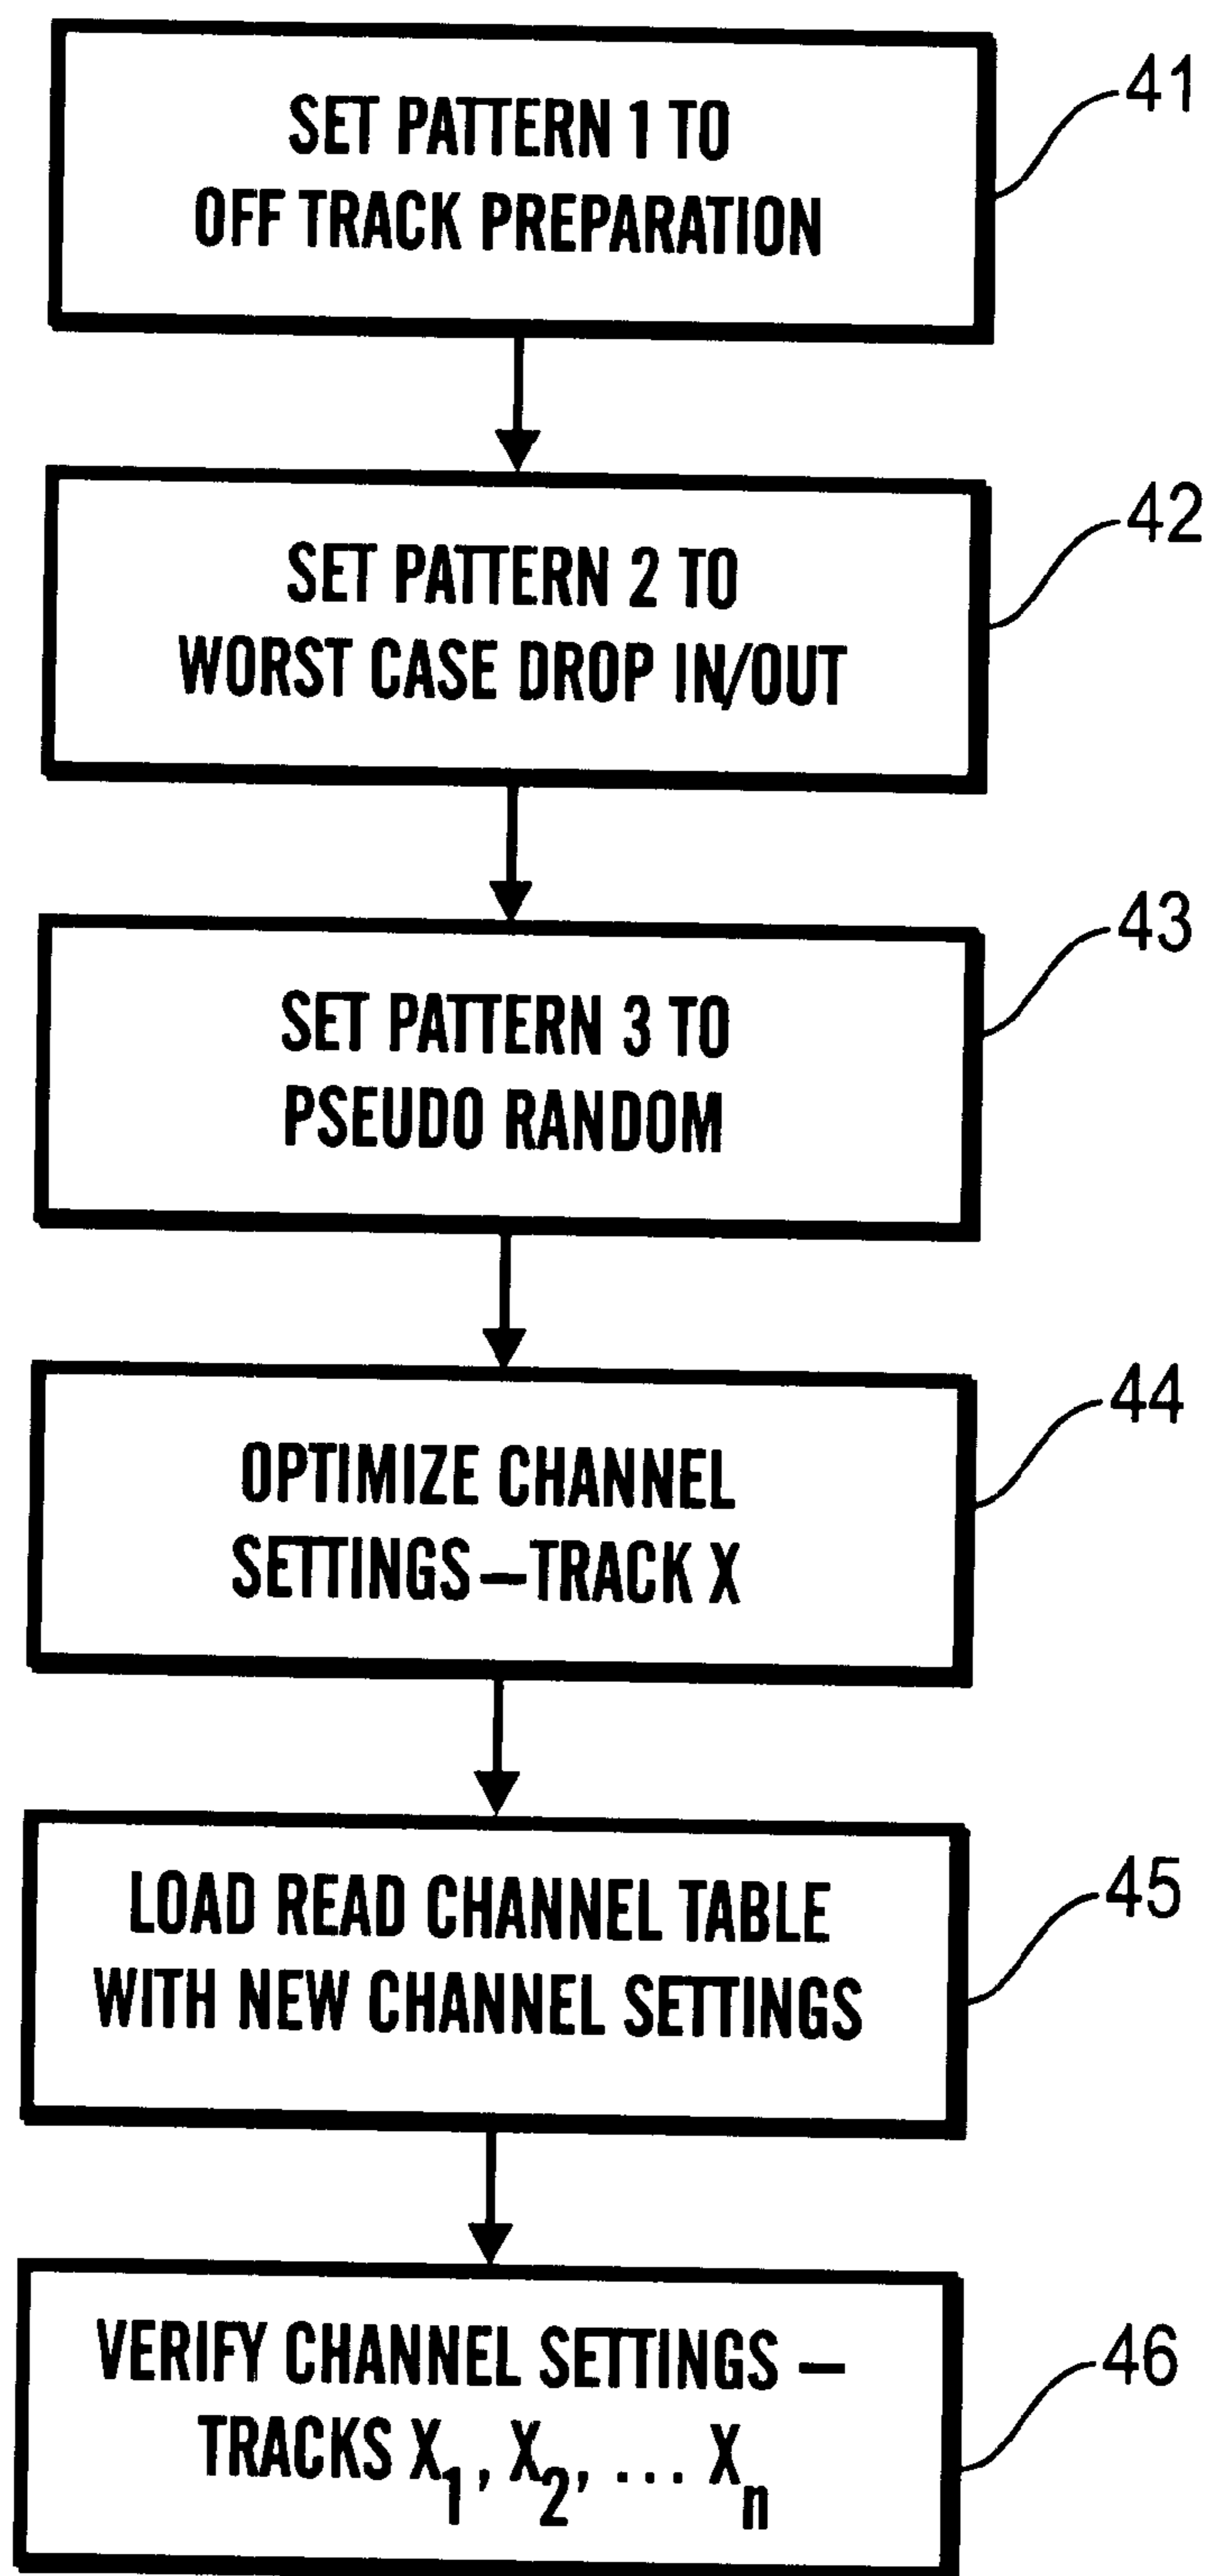 SET PATTERN 1 TO
OFF TRACK PREPARATION
41
SET PATTERN 2 TO
WORST CASE DROP IN/OUT
42
SET PATTERN 3 TO
PSEUDO RANDOM
43
OPTIMIZE CHANNEL
SETTINGS – TRACK X
44
LOAD READ CHANNEL TABLE
WITH NEW CHANNEL SETTINGS
45
VERIFY CHANNEL SETTINGS –
TRACKS X₁, X₂, ... Xₙ
46